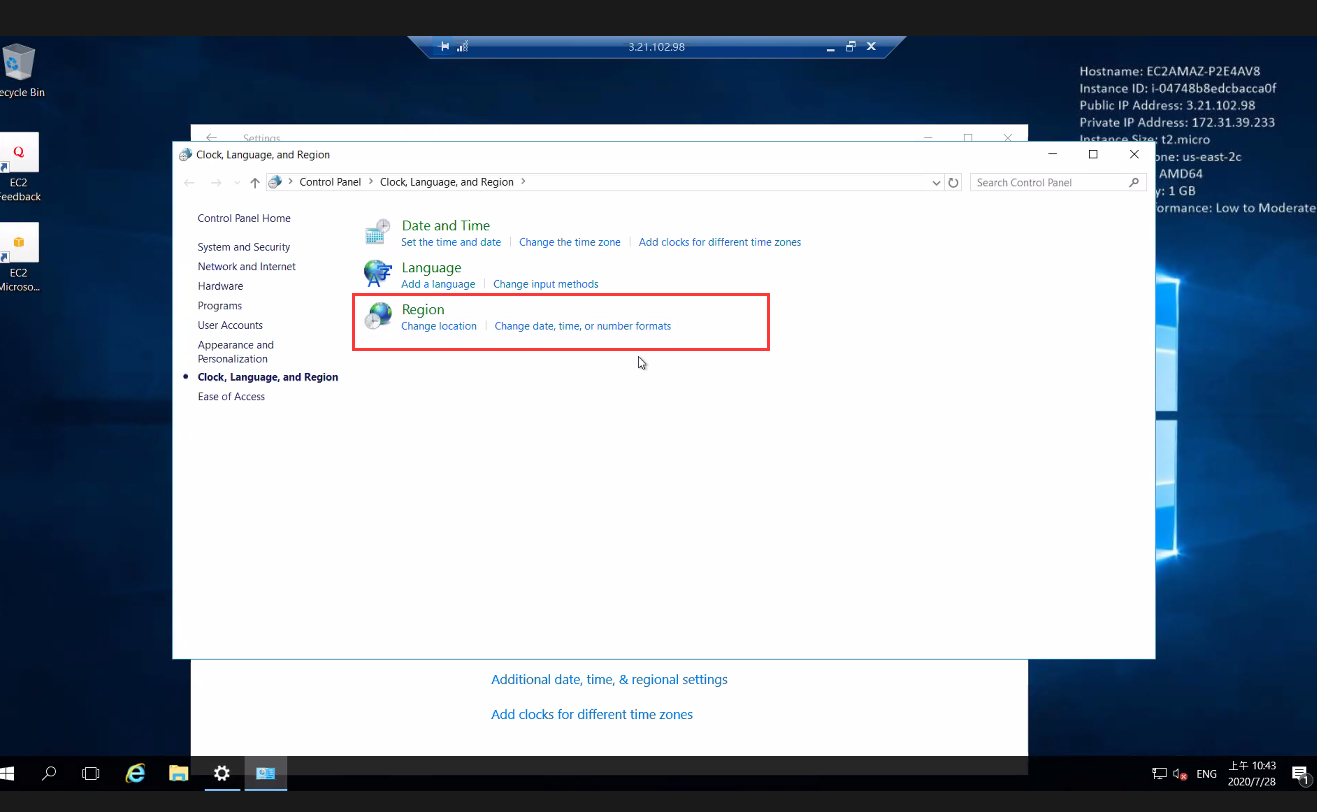 3.21.102.98
ecycle Bin
Q
EC2
Feedback
EC2
Microso...
Hostname: EC2AMAZ-P2E4AV8
Instance ID: i-04748b8edcbacca0f
Public IP Address: 3.21.102.98
Private IP Address: 172.31.39.233
Instance Size: t2.micro
one: us-east-2c
AMD64
y: 1 GB
formance: Low to Moderate
Settings
Clock, Language, and Region
Control Panel
Clock, Language, and Region
Search Control Panel
Control Panel Home
System and Security
Network and Internet
Hardware
Programs
User Accounts
Appearance and
Personalization
Clock, Language, and Region
Ease of Access
Date and Time
Set the time and date
Change the time zone
Add clocks for different time zones
Language
Add a language
Change input methods
Region
Change location
Change date, time, or number formats
Additional date, time, & regional settings
Add clocks for different time zones
ENG
上午 10:43
2020/7/28
1